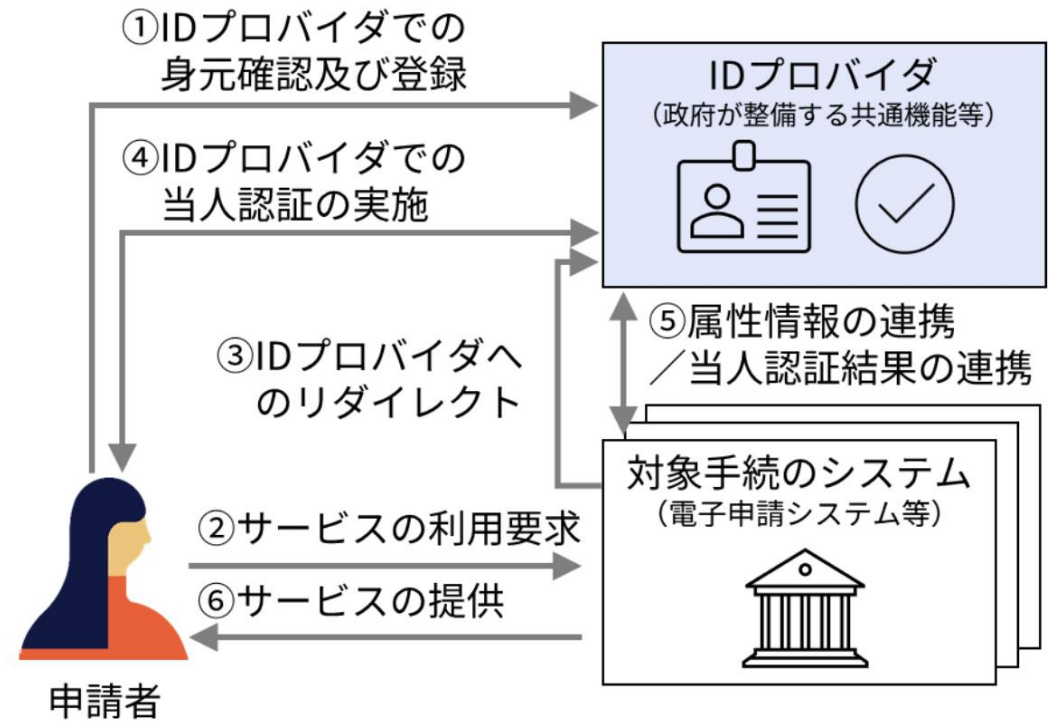 ①IDプロバイダでの
身元確認及び登録
IDプロバイダ
（政府が整備する共通機能等）
④IDプロバイダでの
当人認証の実施
③IDプロバイダへ
のリダイレクト
⑤属性情報の連携
／当人認証結果の連携
対象手続のシステム
（電子申請システム等）
②サービスの利用要求
⑥サービスの提供
申請者